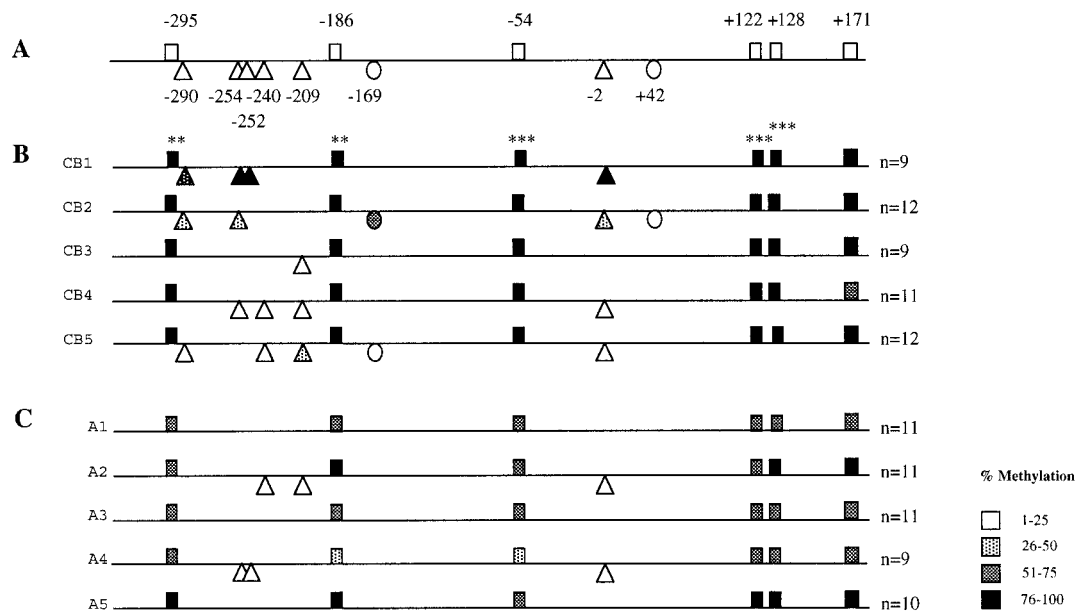 -295 -186 -54 +122 +128 +171
A
-290 -254 -240 -209 -169 -2 +42
-252
** ** *** *** ***
B CB1 n=9
CB2 n=12
CB3 n=9
CB4 n=11
CB5 n=12
C A1 n=11
A2 n=11
A3 n=11
A4 n=9
A5 n=10
% Methylation
1-25
26-50
51-75
76-100